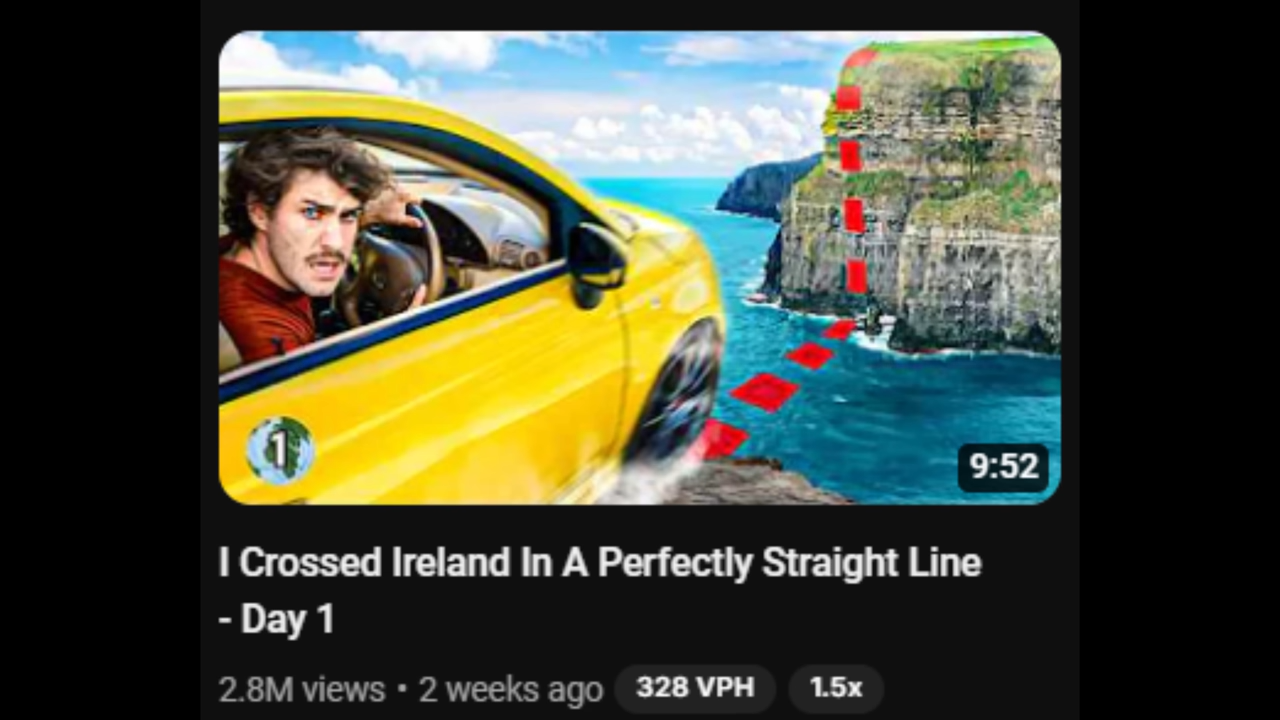 1
9:52
I Crossed Ireland In A Perfectly Straight Line
- Day 1
2.8M views • 2 weeks ago 328 VPH 1.5x